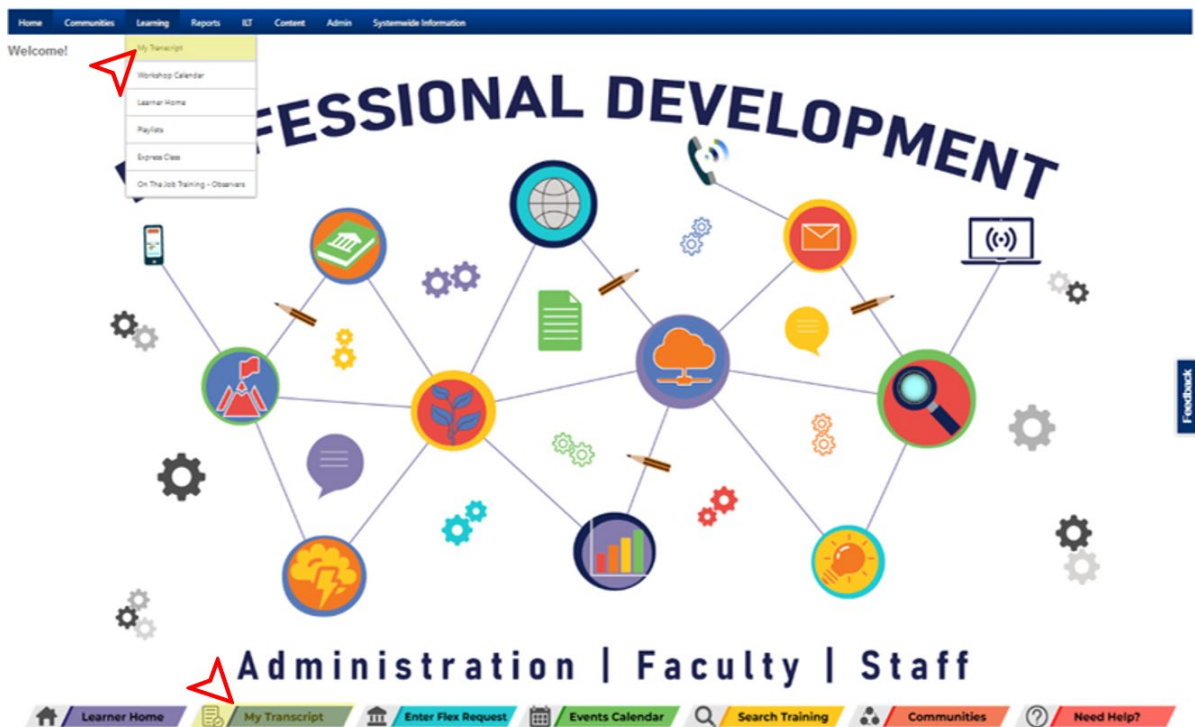 Home Communities Learning Reports ILT Content Admin Systemwide Information
Welcome!
My Transcript
Workshop Calendar
Learner Home
Playlists
Express Class
On The Job Training - Observers
FESSIONAL DEVELOPMENT
Feedback
Administration | Faculty | Staff
Learner Home My Transcript Enter Flex Request Events Calendar Search Training Communities Need Help?